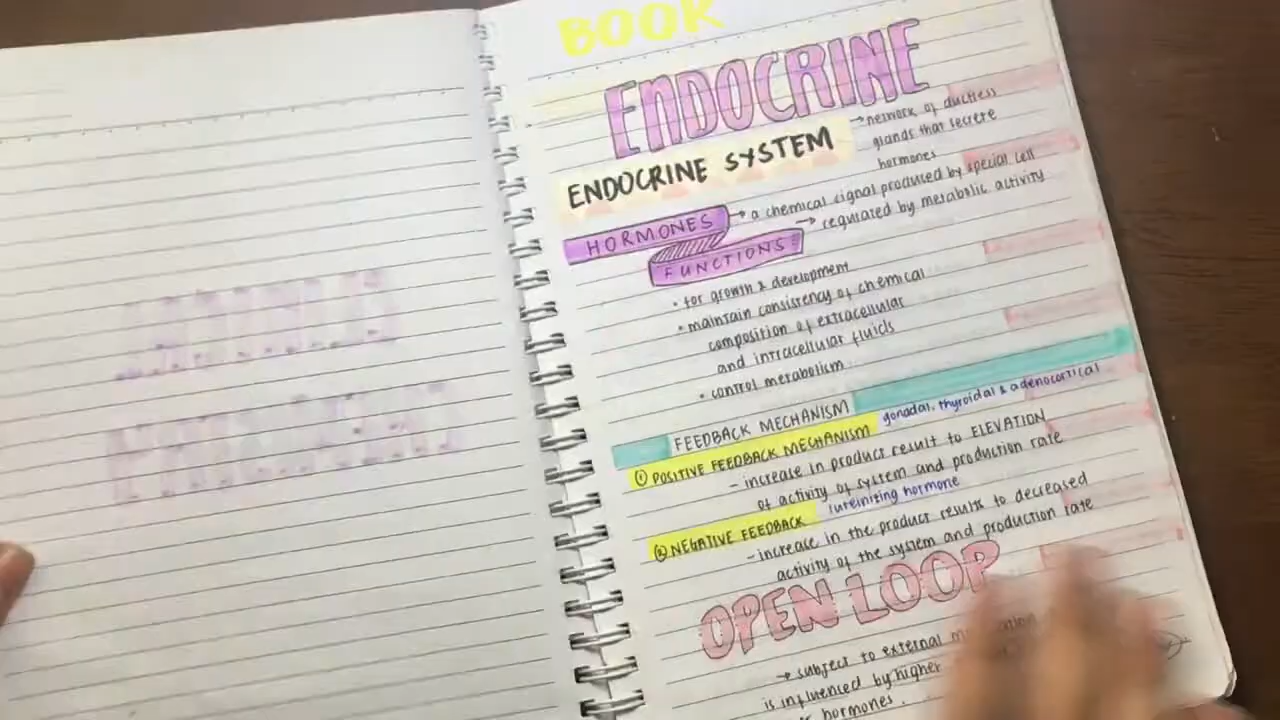 BOOK
ENDOCRINE
ENDOCRINE SYSTEM
→ network of ductless
glands that secrete
hormones
HORMONES → a chemical signal produced by special cell
→ regulated by metabolic activity
FUNCTIONS
• for growth & development
• maintain consistency of chemical
composition of extracellular
and intracellular fluids
• control metabolism
FEEDBACK MECHANISM
① POSITIVE FEEDBACK MECHANISM gonadal, thyroidal & adenocortical
- increase in product result to ELEVATION
of activity of system and production rate
② NEGATIVE FEEDBACK luteinizing hormone
- increase in the product results to decreased
activity of the system and production rate
OPEN LOOP
→ subject to external
is influenced by higher
hormones.